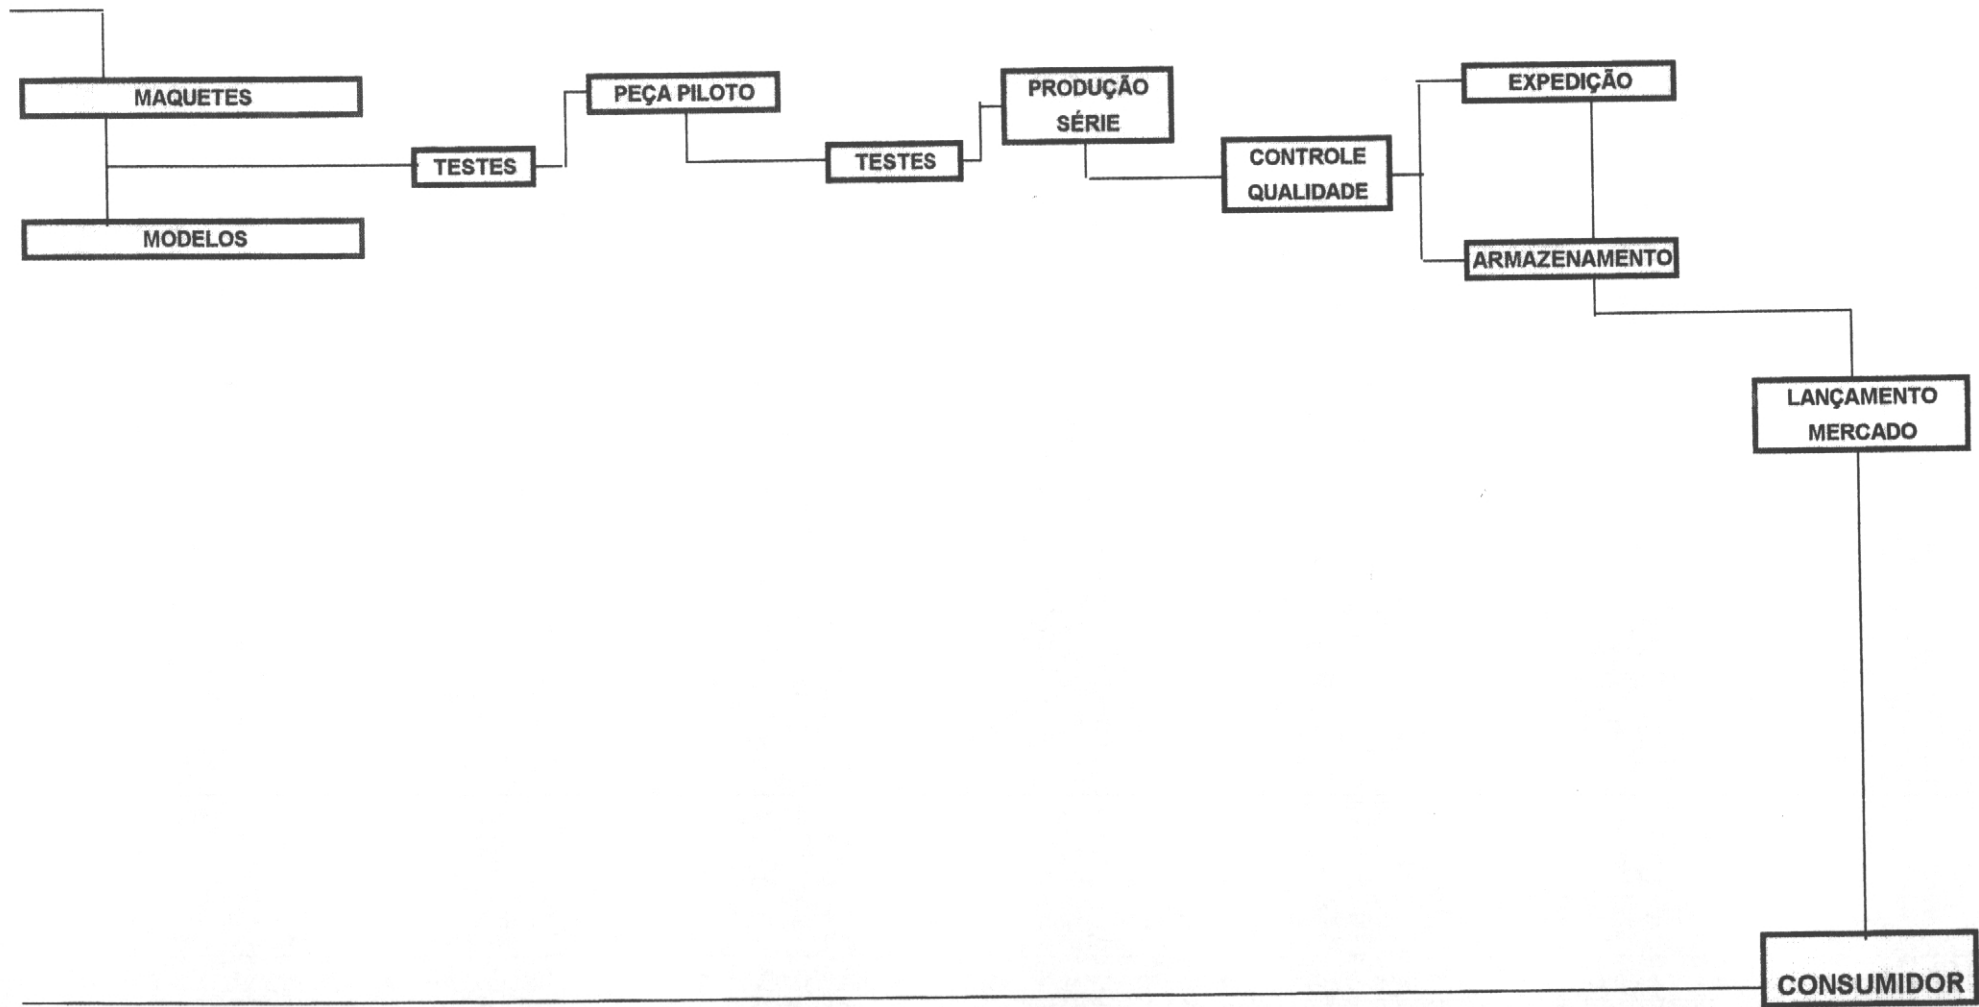 MAQUETES
MODELOS
TESTES
PEÇA PILOTO
TESTES
PRODUÇÃO
SÉRIE
CONTROLE
QUALIDADE
EXPEDIÇÃO
ARMAZENAMENTO
LANÇAMENTO
MERCADO
CONSUMIDOR